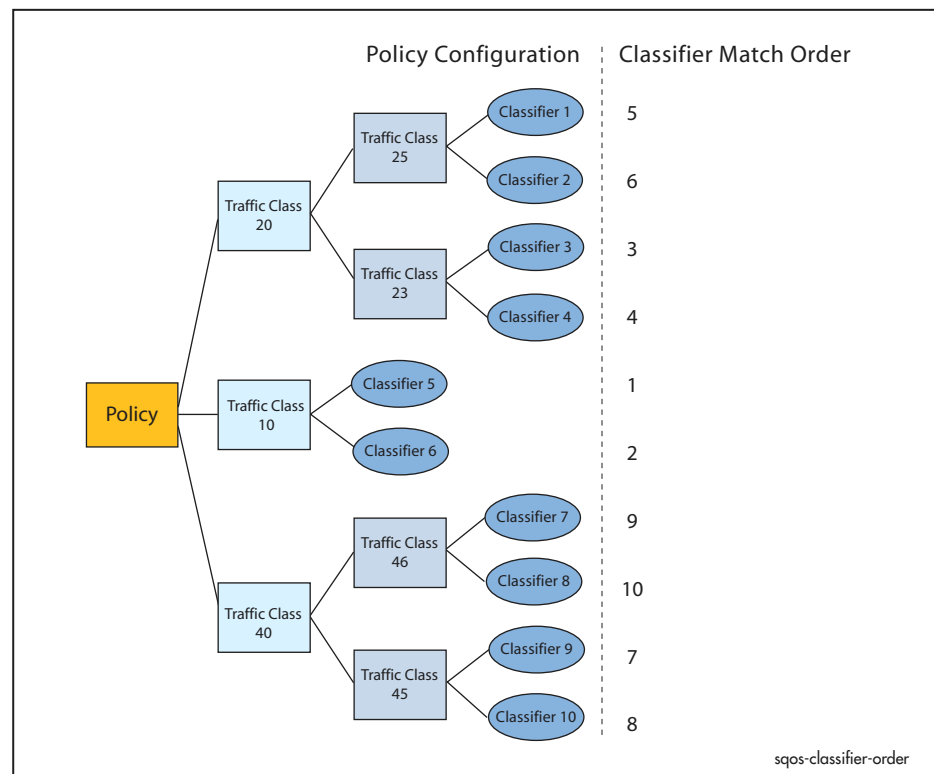 Policy Configuration
Classifier Match Order
Classifier 1
5
Traffic Class
25
Classifier 2
6
Traffic Class
20
Classifier 3
3
Traffic Class
23
Classifier 4
4
Policy
Traffic Class
10
Classifier 5
1
Classifier 6
2
Classifier 7
9
Traffic Class
46
Classifier 8
10
Traffic Class
40
Classifier 9
7
Traffic Class
45
Classifier 10
8
sqos-classifier-order